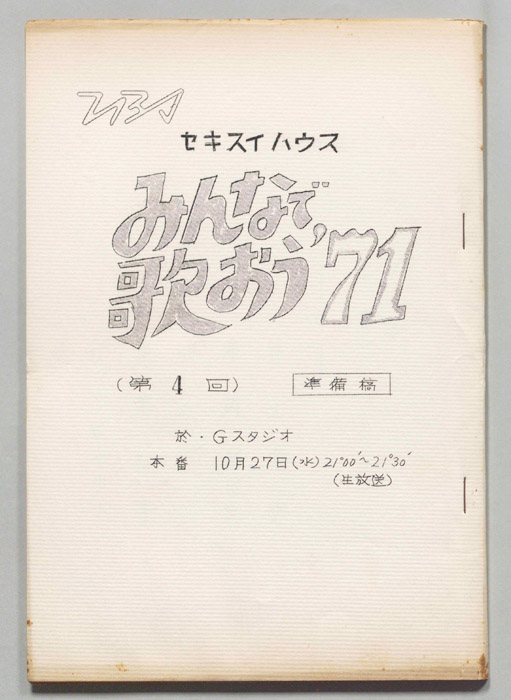 TBS
セキスイハウス
みんなで
歌おう'71
(第4回) 準備稿
於・Gスタジオ
本番 10月27日(水)21°00′～21°30′
(生放送)